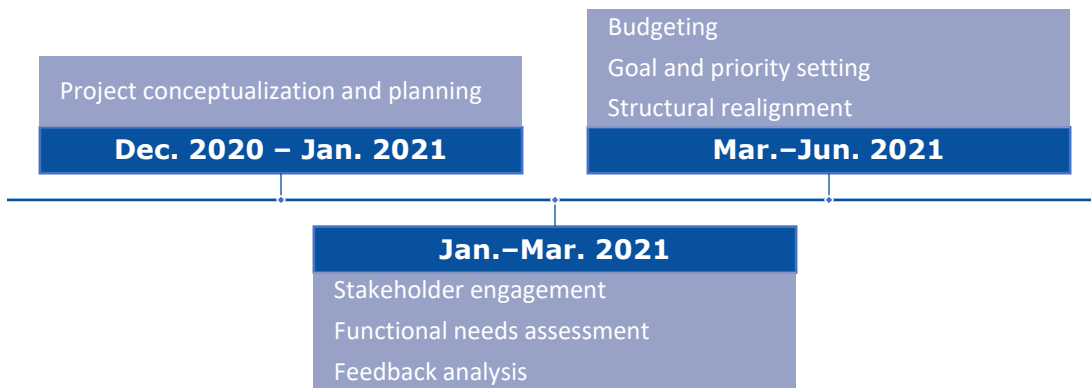 Project conceptualization and planning
Dec. 2020 – Jan. 2021
Jan.–Mar. 2021
Stakeholder engagement
Functional needs assessment
Feedback analysis
Budgeting
Goal and priority setting
Structural realignment
Mar.–Jun. 2021